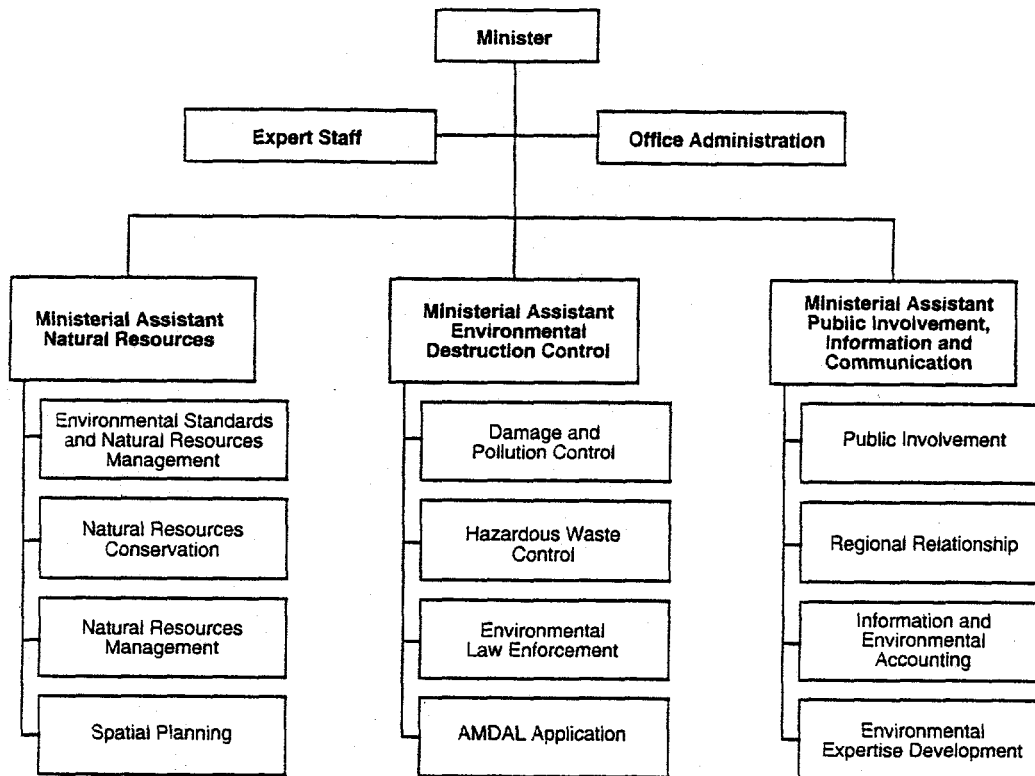 Minister
Expert Staff
Office Administration
Ministerial Assistant
Natural Resources
Environmental Standards
and Natural Resources
Management
Natural Resources
Conservation
Natural Resources
Management
Spatial Planning
Ministerial Assistant
Environmental
Destruction Control
Damage and
Pollution Control
Hazardous Waste
Control
Environmental
Law Enforcement
AMDAL Application
Ministerial Assistant
Public Involvement,
Information and
Communication
Public Involvement
Regional Relationship
Information and
Environmental
Accounting
Environmental
Expertise Development